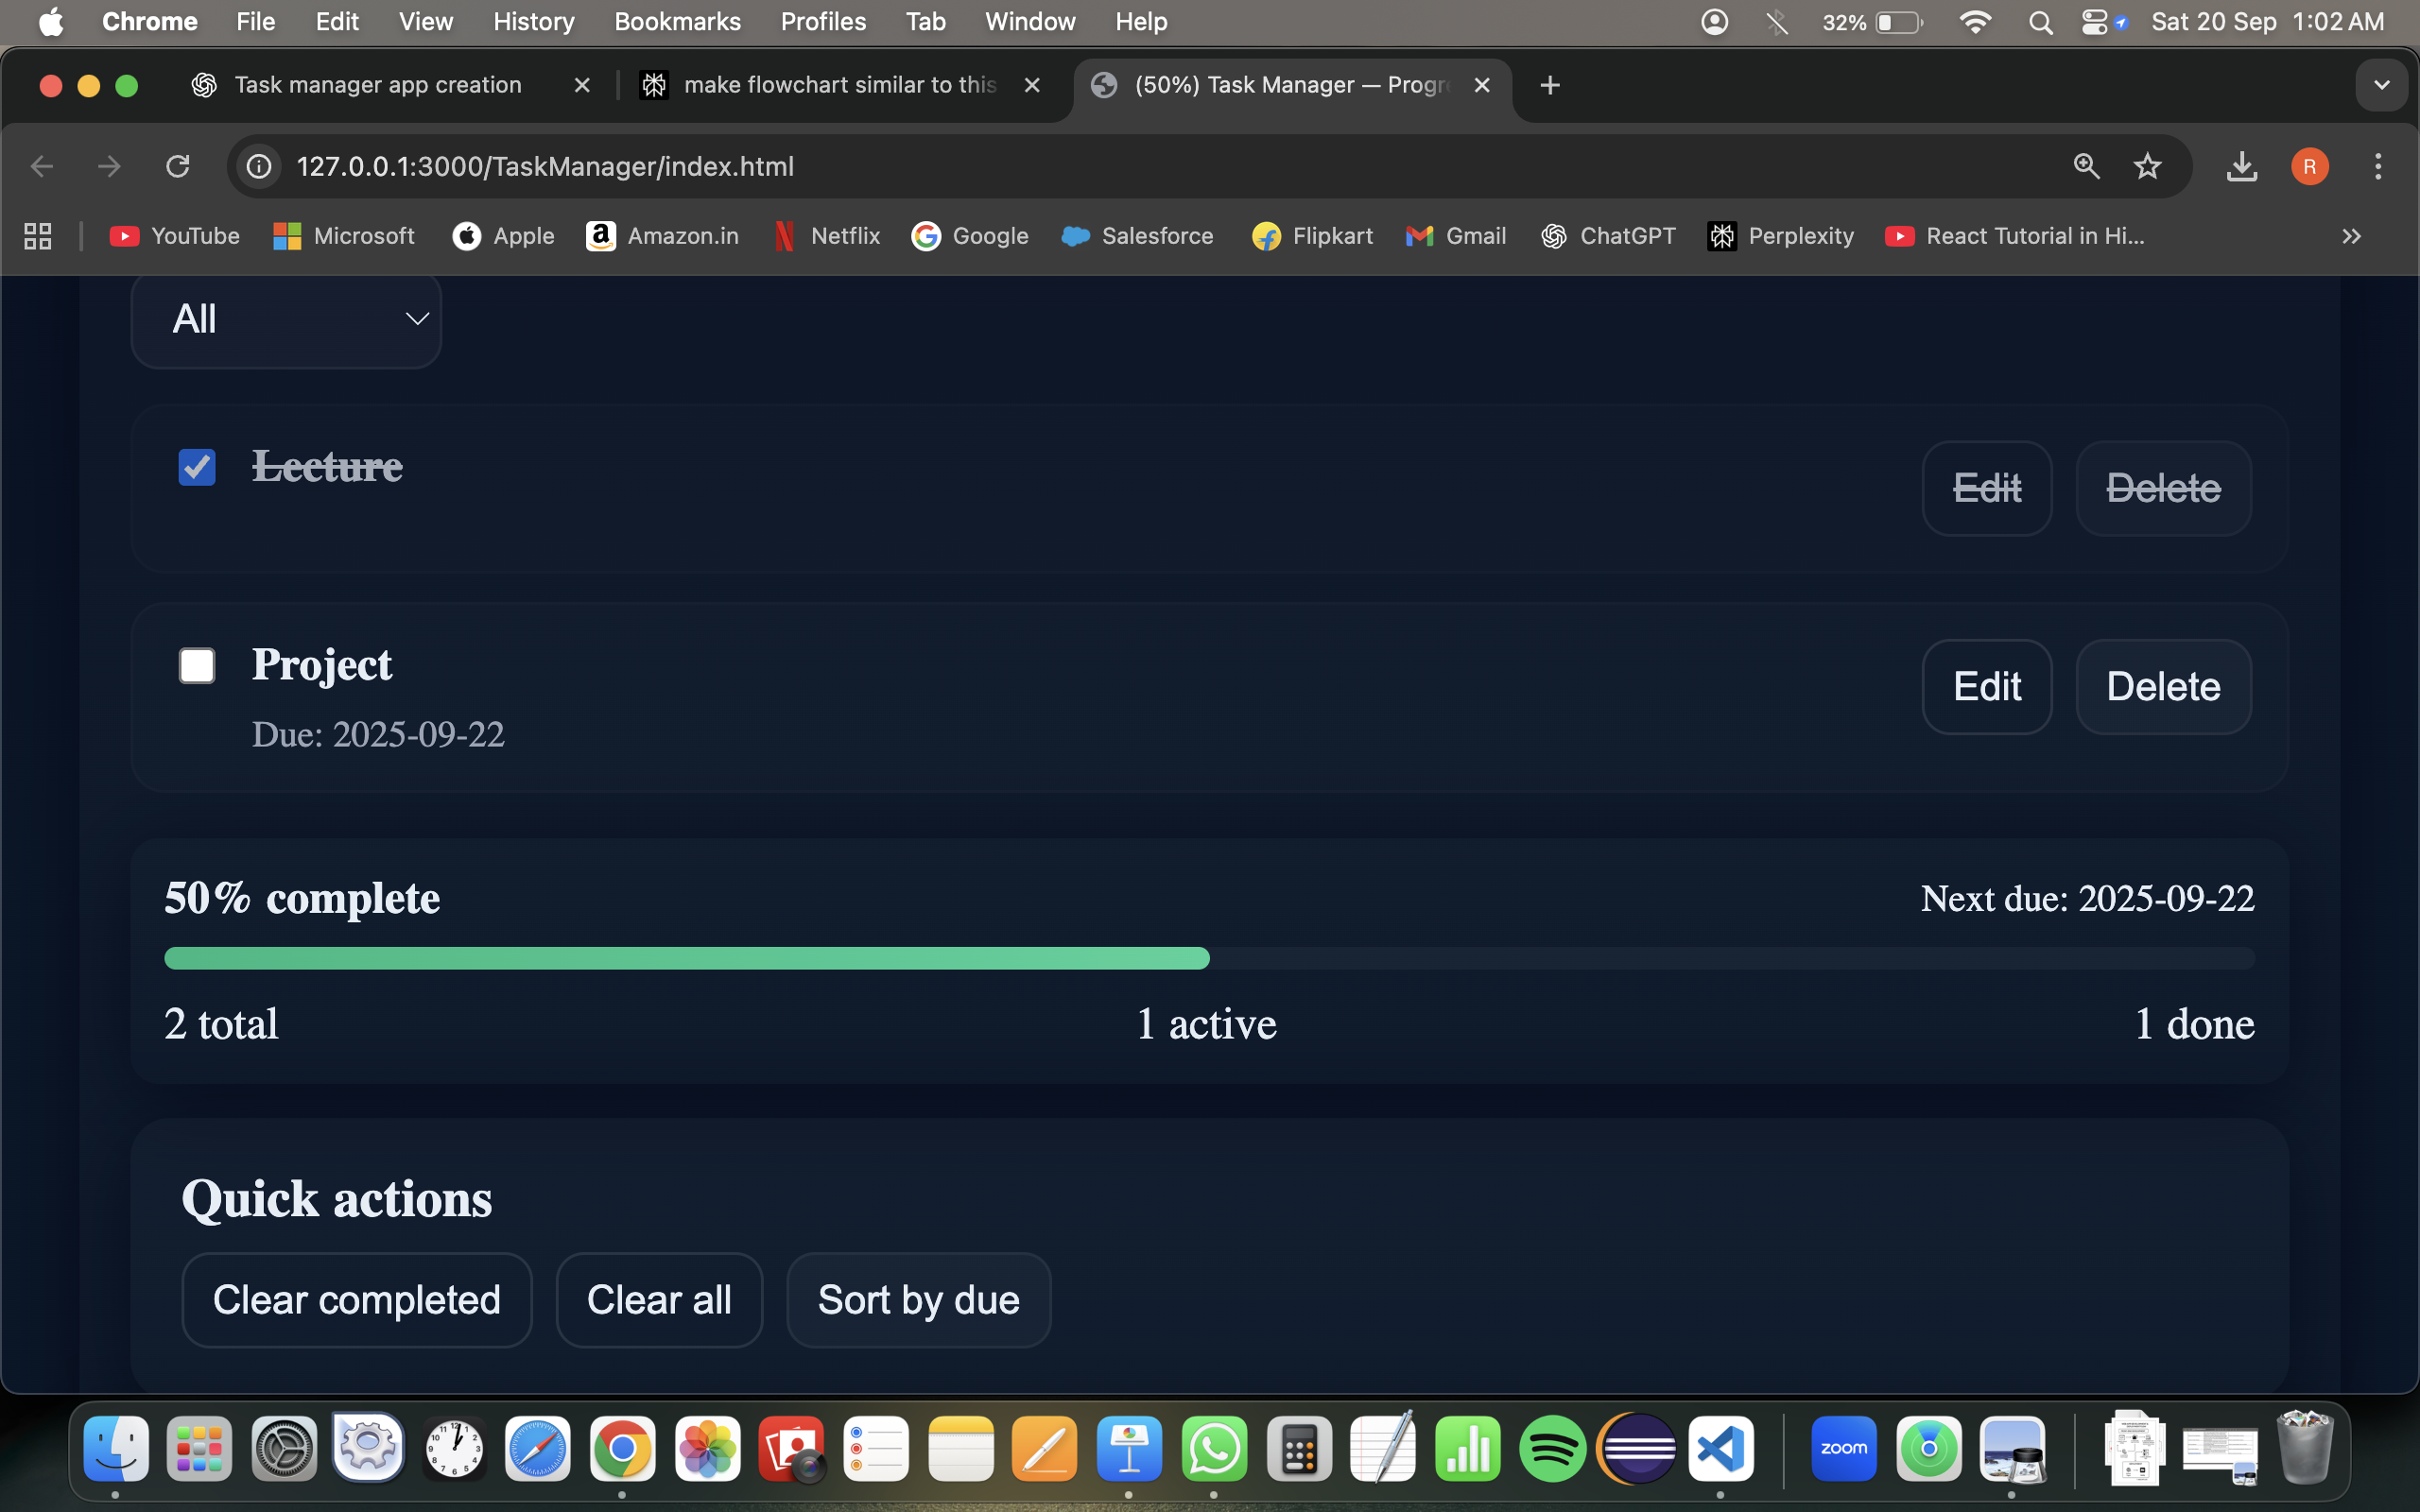 Chrome File Edit View History Bookmarks Profiles Tab Window Help 32% Sat 20 Sep 1:02 AM
Task manager app creation make flowchart similar to this (50%) Task Manager — Progre
127.0.0.1:3000/TaskManager/index.html R
YouTube Microsoft Apple Amazon.in Netflix Google Salesforce Flipkart Gmail ChatGPT Perplexity React Tutorial in Hi...
All
Lecture Edit Delete
Project Edit Delete
Due: 2025-09-22
50% complete Next due: 2025-09-22
2 total 1 active 1 done
Quick actions
Clear completed Clear all Sort by due
zoom